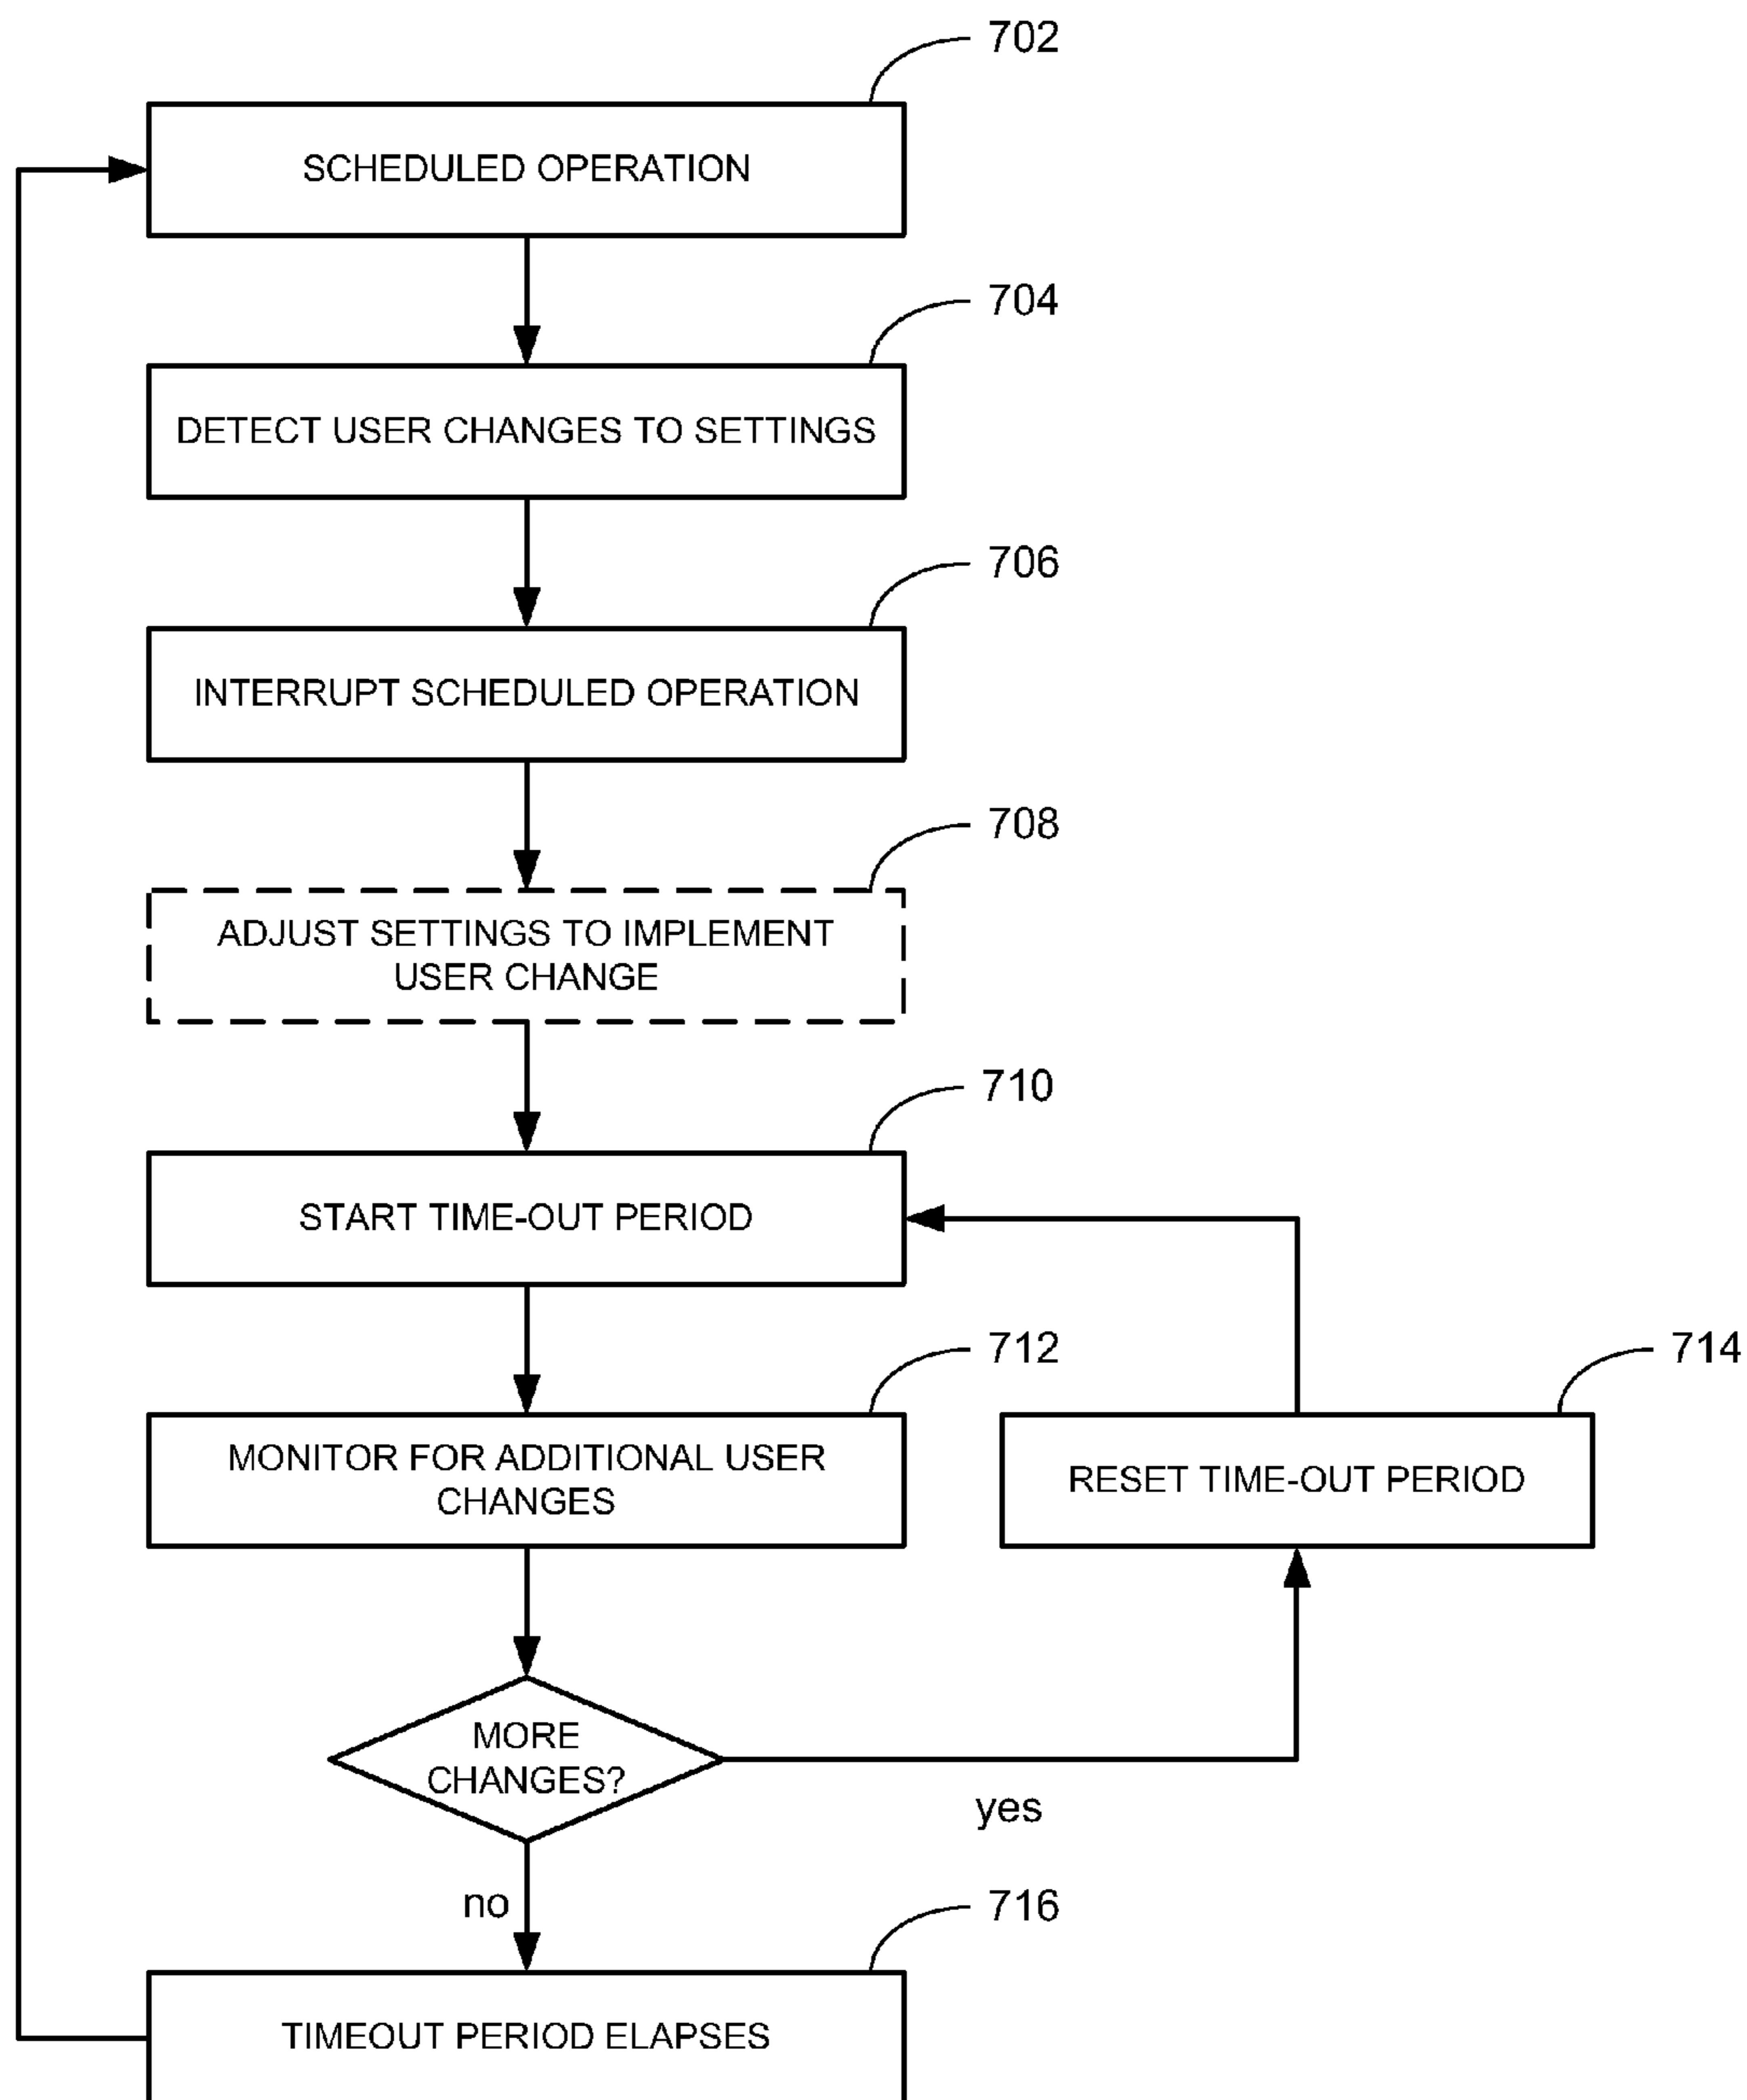 702
SCHEDULED OPERATION
704
DETECT USER CHANGES TO SETTINGS
706
INTERRUPT SCHEDULED OPERATION
708
ADJUST SETTINGS TO IMPLEMENT
USER CHANGE
710
START TIME-OUT PERIOD
712
MONITOR FOR ADDITIONAL USER
CHANGES
714
RESET TIME-OUT PERIOD
MORE
CHANGES?
yes
no
716
TIMEOUT PERIOD ELAPSES